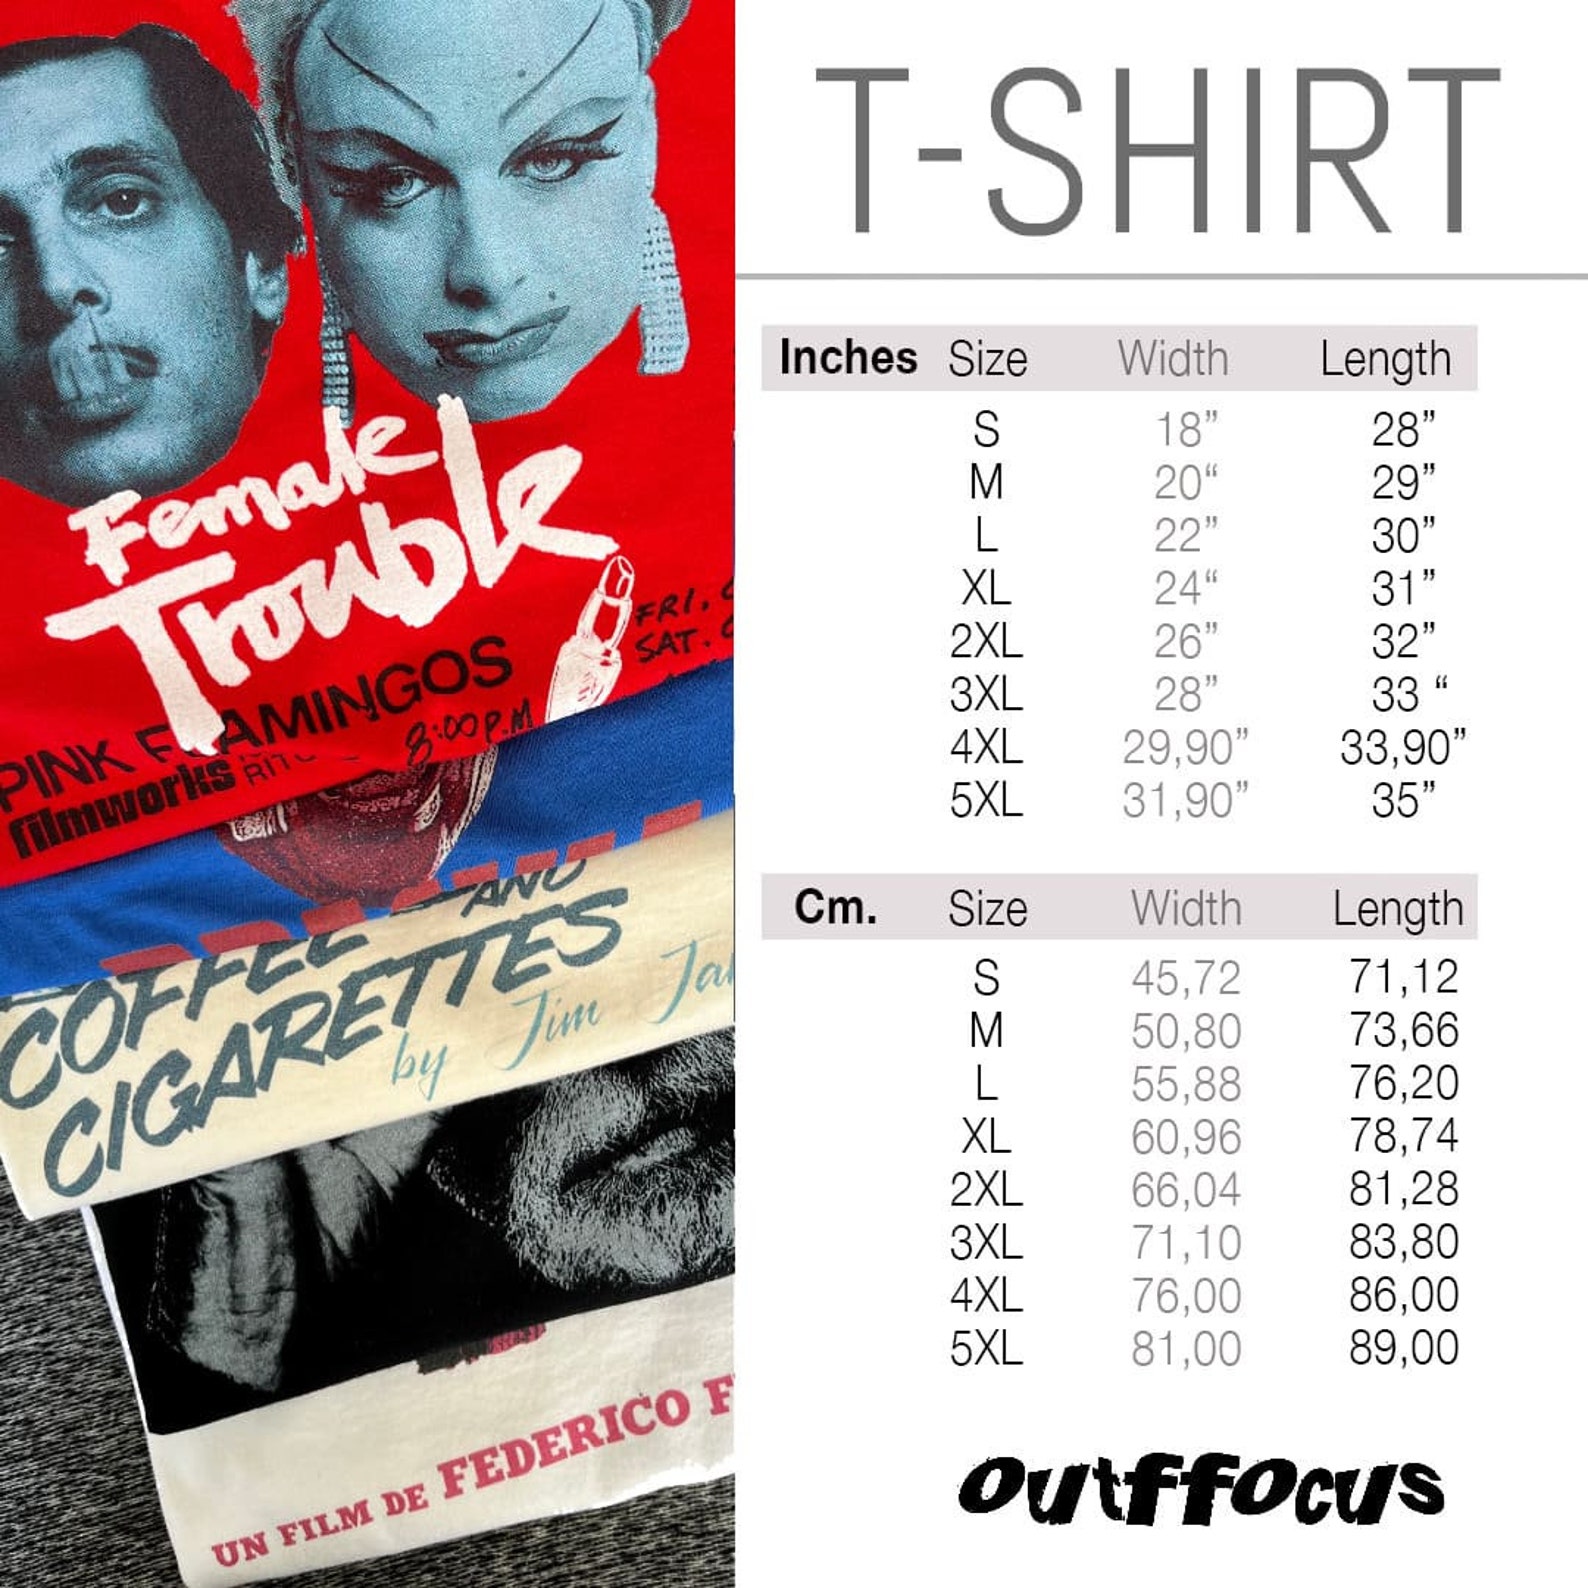 Female
Trouble
FRI.
SAT.
PINK FLAMINGOS
8:00 P.M
filmworks
AND
COFFEE
CIGARETTES
by Jim
UN FILM DE FEDERICO
T-SHIRT
Inches Size Width Length
S 18” 28”
M 20“ 29”
L 22” 30”
XL 24“ 31”
2XL 26” 32”
3XL 28” 33 “
4XL 29,90” 33,90”
5XL 31,90” 35”
Cm. Size Width Length
S 45,72 71,12
M 50,80 73,66
L 55,88 76,20
XL 60,96 78,74
2XL 66,04 81,28
3XL 71,10 83,80
4XL 76,00 86,00
5XL 81,00 89,00
outffocus